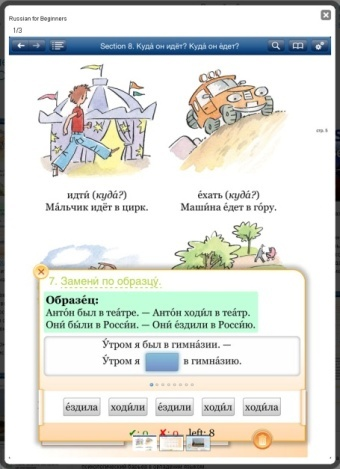 Russian for Beginners
1/3
Section 8. Куда́ он идёт? Куда́ он е́дет?
стр. 5
идти́ (куда́?)
Ма́льчик идёт в цирк.
е́хать (куда́?)
Маши́на е́дет в го́ру.
7. Замени́ по образцу́.
Образе́ц:
Анто́н был в теа́тре. — Анто́н ходи́л в теа́тр.
Они́ бы́ли в Росси́и. — Они́ е́здили в Росси́ю.
У́тром я был в гимна́зии. —
У́тром я в гимна́зию.
е́здила ходи́ли е́здили ходи́л ходи́ла
left: 8